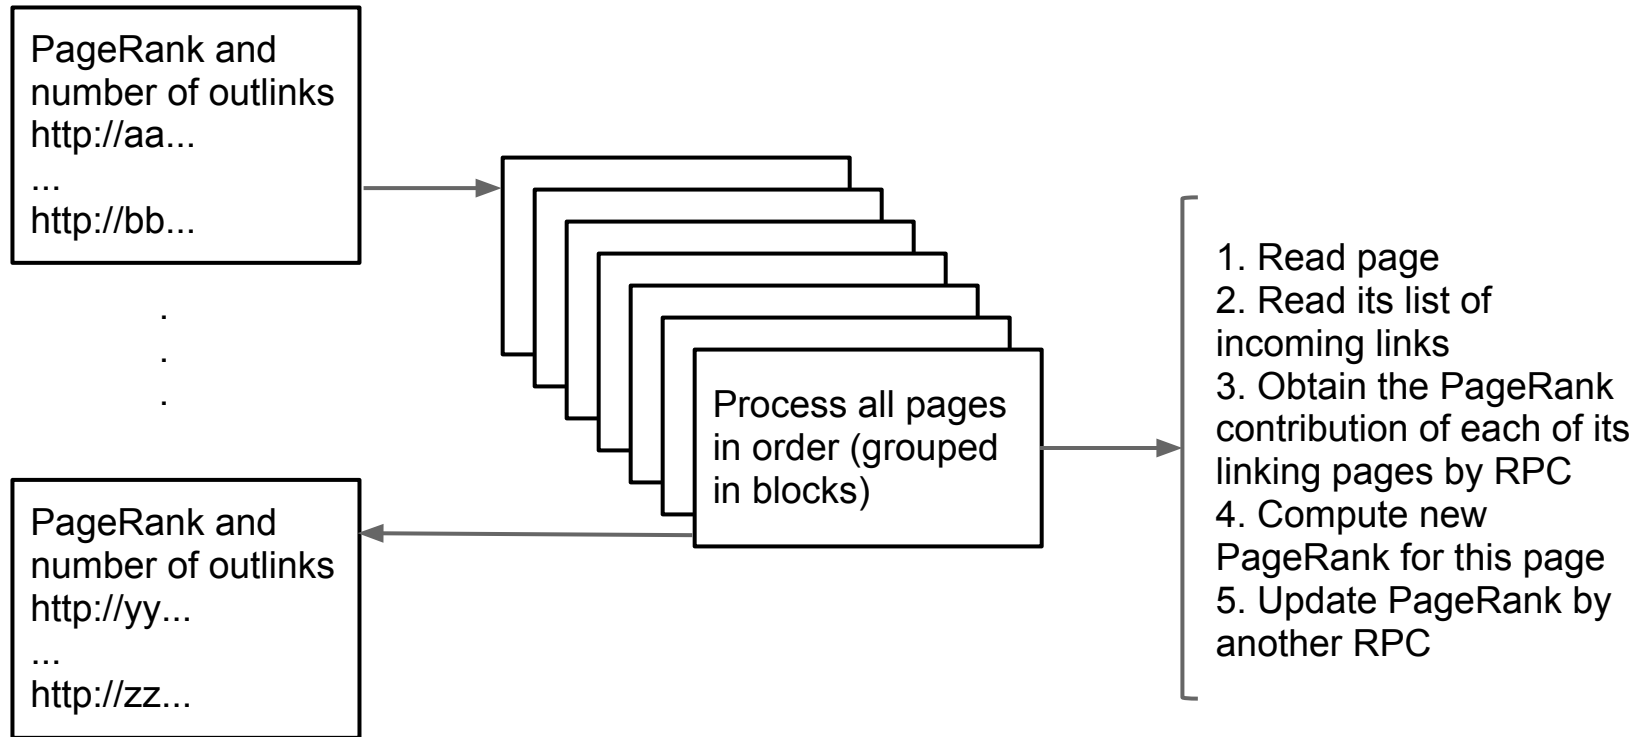 PageRank and
number of outlinks
http://aa...
...
http://bb...
.
.
.
PageRank and
number of outlinks
http://yy...
...
http://zz...
Process all pages
in order (grouped
in blocks)
1. Read page
2. Read its list of
incoming links
3. Obtain the PageRank
contribution of each of its
linking pages by RPC
4. Compute new
PageRank for this page
5. Update PageRank by
another RPC